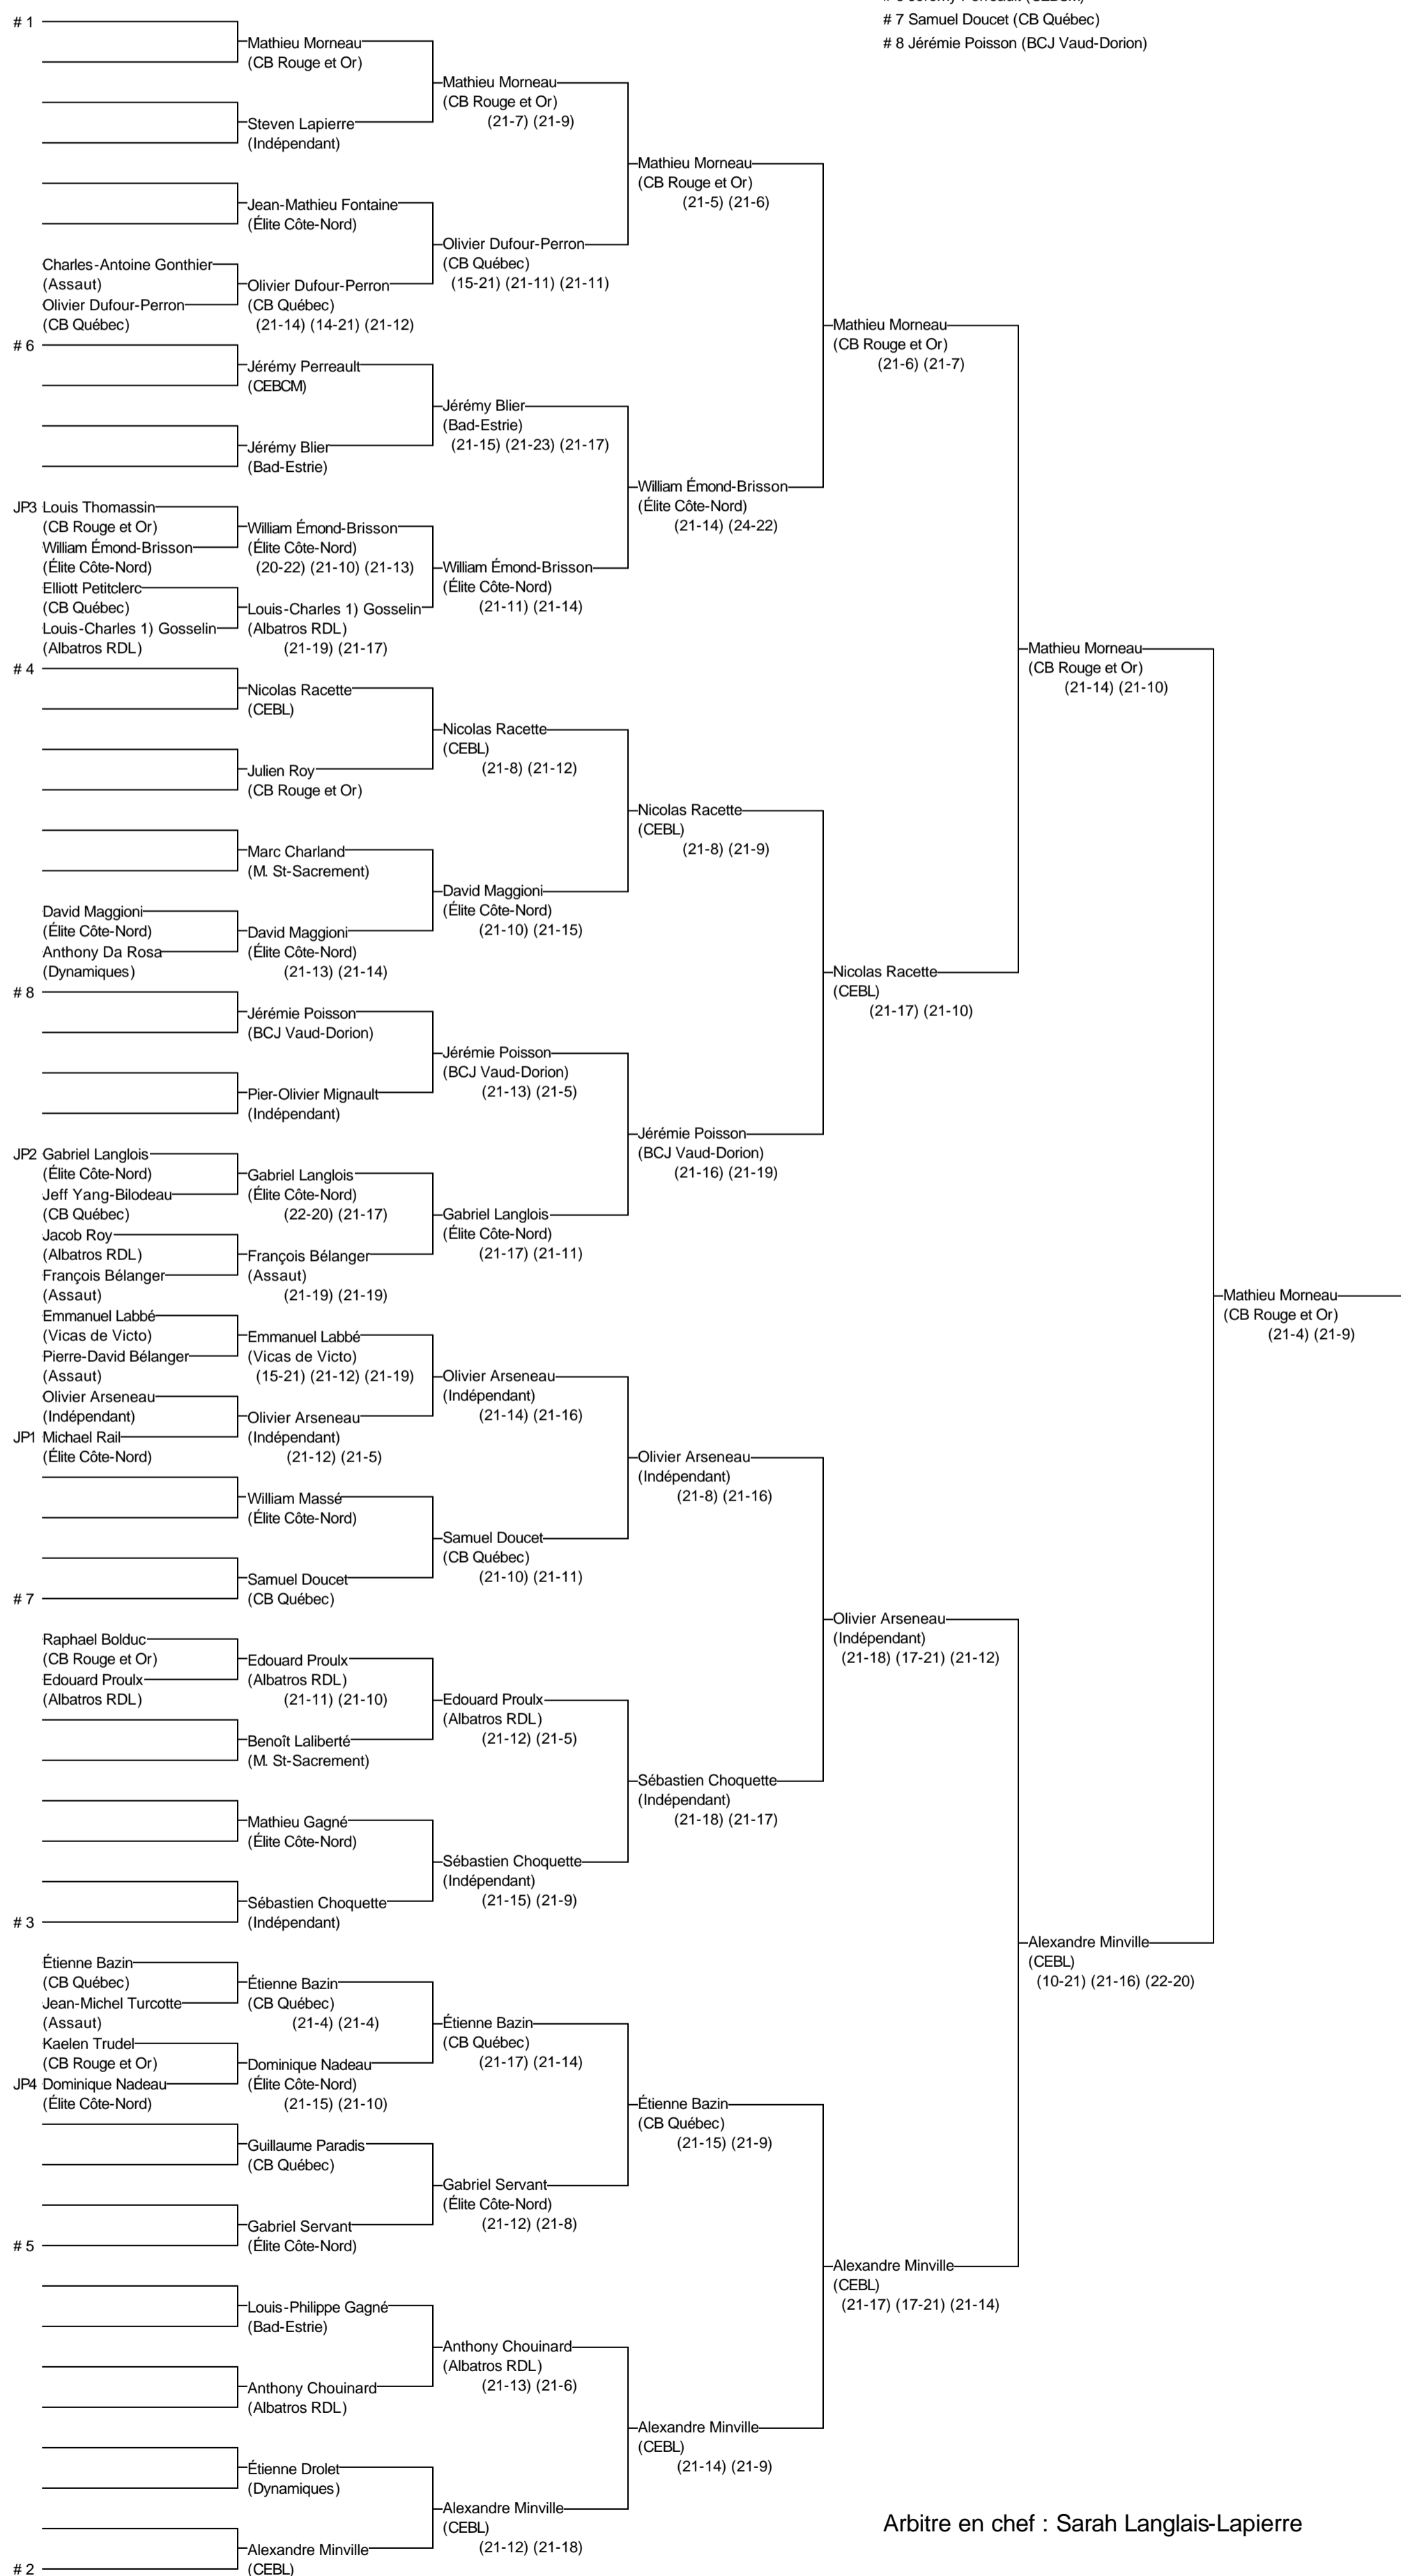 # 7 Samuel Doucet (CB Québec)
# 8 Jérémie Poisson (BCJ Vaud-Dorion)
# 1
Mathieu Morneau
(CB Rouge et Or)
Mathieu Morneau
(CB Rouge et Or)
(21-7) (21-9)
Steven Lapierre
(Indépendant)
Mathieu Morneau
(CB Rouge et Or)
(21-5) (21-6)
Jean-Mathieu Fontaine
(Élite Côte-Nord)
Olivier Dufour-Perron
(CB Québec)
(15-21) (21-11) (21-11)
Charles-Antoine Gonthier
(Assaut)
Olivier Dufour-Perron
(CB Québec)
Olivier Dufour-Perron
(CB Québec)
(21-14) (14-21) (21-12)
Mathieu Morneau
(CB Rouge et Or)
(21-6) (21-7)
# 6
Jérémy Perreault
(CEBCM)
Jérémy Blier
(Bad-Estrie)
(21-15) (21-23) (21-17)
Jérémy Blier
(Bad-Estrie)
William Émond-Brisson
(Élite Côte-Nord)
(21-14) (24-22)
JP3 Louis Thomassin
(CB Rouge et Or)
William Émond-Brisson
(Élite Côte-Nord)
William Émond-Brisson
(Élite Côte-Nord)
(20-22) (21-10) (21-13)
William Émond-Brisson
(Élite Côte-Nord)
(21-11) (21-14)
Elliott Petitclerc
(CB Québec)
Louis-Charles 1) Gosselin
(Albatros RDL)
Louis-Charles 1) Gosselin
(Albatros RDL)
(21-19) (21-17)
Mathieu Morneau
(CB Rouge et Or)
(21-14) (21-10)
# 4
Nicolas Racette
(CEBL)
Nicolas Racette
(CEBL)
(21-8) (21-12)
Julien Roy
(CB Rouge et Or)
Nicolas Racette
(CEBL)
(21-8) (21-9)
Marc Charland
(M. St-Sacrement)
David Maggioni
(Élite Côte-Nord)
(21-10) (21-15)
David Maggioni
(Élite Côte-Nord)
Anthony Da Rosa
(Dynamiques)
David Maggioni
(Élite Côte-Nord)
(21-13) (21-14)
Nicolas Racette
(CEBL)
(21-17) (21-10)
# 8
Jérémie Poisson
(BCJ Vaud-Dorion)
Jérémie Poisson
(BCJ Vaud-Dorion)
(21-13) (21-5)
Pier-Olivier Mignault
(Indépendant)
Jérémie Poisson
(BCJ Vaud-Dorion)
(21-16) (21-19)
JP2 Gabriel Langlois
(Élite Côte-Nord)
Jeff Yang-Bilodeau
(CB Québec)
Gabriel Langlois
(Élite Côte-Nord)
(22-20) (21-17)
Gabriel Langlois
(Élite Côte-Nord)
(21-17) (21-11)
Jacob Roy
(Albatros RDL)
François Bélanger
(Assaut)
François Bélanger
(Assaut)
(21-19) (21-19)
Mathieu Morneau
(CB Rouge et Or)
(21-4) (21-9)
Emmanuel Labbé
(Vicas de Victo)
Pierre-David Bélanger
(Assaut)
Emmanuel Labbé
(Vicas de Victo)
(15-21) (21-12) (21-19)
Olivier Arseneau
(Indépendant)
(21-14) (21-16)
Olivier Arseneau
(Indépendant)
JP1 Michael Rail
(Élite Côte-Nord)
Olivier Arseneau
(Indépendant)
(21-12) (21-5)
Olivier Arseneau
(Indépendant)
(21-8) (21-16)
William Massé
(Élite Côte-Nord)
Samuel Doucet
(CB Québec)
(21-10) (21-11)
Samuel Doucet
(CB Québec)
# 7
Olivier Arseneau
(Indépendant)
(21-18) (17-21) (21-12)
Raphael Bolduc
(CB Rouge et Or)
Edouard Proulx
(Albatros RDL)
Edouard Proulx
(Albatros RDL)
(21-11) (21-10)
Edouard Proulx
(Albatros RDL)
(21-12) (21-5)
Benoît Laliberté
(M. St-Sacrement)
Sébastien Choquette
(Indépendant)
(21-18) (21-17)
Mathieu Gagné
(Élite Côte-Nord)
Sébastien Choquette
(Indépendant)
(21-15) (21-9)
Sébastien Choquette
(Indépendant)
# 3
Alexandre Minville
(CEBL)
(10-21) (21-16) (22-20)
Étienne Bazin
(CB Québec)
Jean-Michel Turcotte
(Assaut)
Étienne Bazin
(CB Québec)
(21-4) (21-4)
Étienne Bazin
(CB Québec)
(21-17) (21-14)
Kaelen Trudel
(CB Rouge et Or)
JP4 Dominique Nadeau
(Élite Côte-Nord)
Dominique Nadeau
(Élite Côte-Nord)
(21-15) (21-10)
Étienne Bazin
(CB Québec)
(21-15) (21-9)
Guillaume Paradis
(CB Québec)
Gabriel Servant
(Élite Côte-Nord)
(21-12) (21-8)
Gabriel Servant
(Élite Côte-Nord)
# 5
Alexandre Minville
(CEBL)
(21-17) (17-21) (21-14)
Louis-Philippe Gagné
(Bad-Estrie)
Anthony Chouinard
(Albatros RDL)
(21-13) (21-6)
Anthony Chouinard
(Albatros RDL)
Alexandre Minville
(CEBL)
(21-14) (21-9)
Étienne Drolet
(Dynamiques)
Alexandre Minville
(CEBL)
(21-12) (21-18)
Alexandre Minville
(CEBL)
# 2
Arbitre en chef : Sarah Langlais-Lapierre